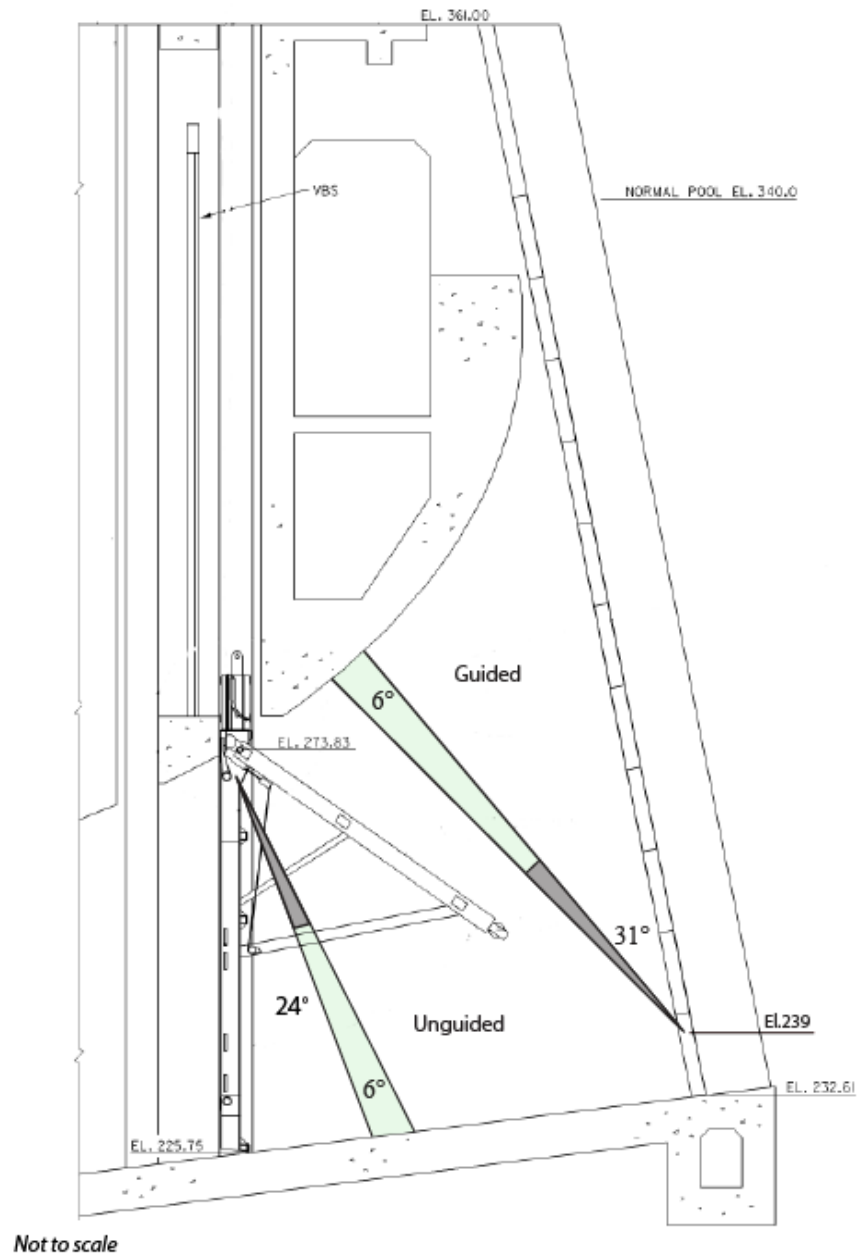 EL. 361.00
VBS
NORMAL POOL EL. 340.0
Guided
6°
EL. 273.83
31°
24°
Unguided
El.239
6°
EL. 232.61
EL. 225.75
Not to scale